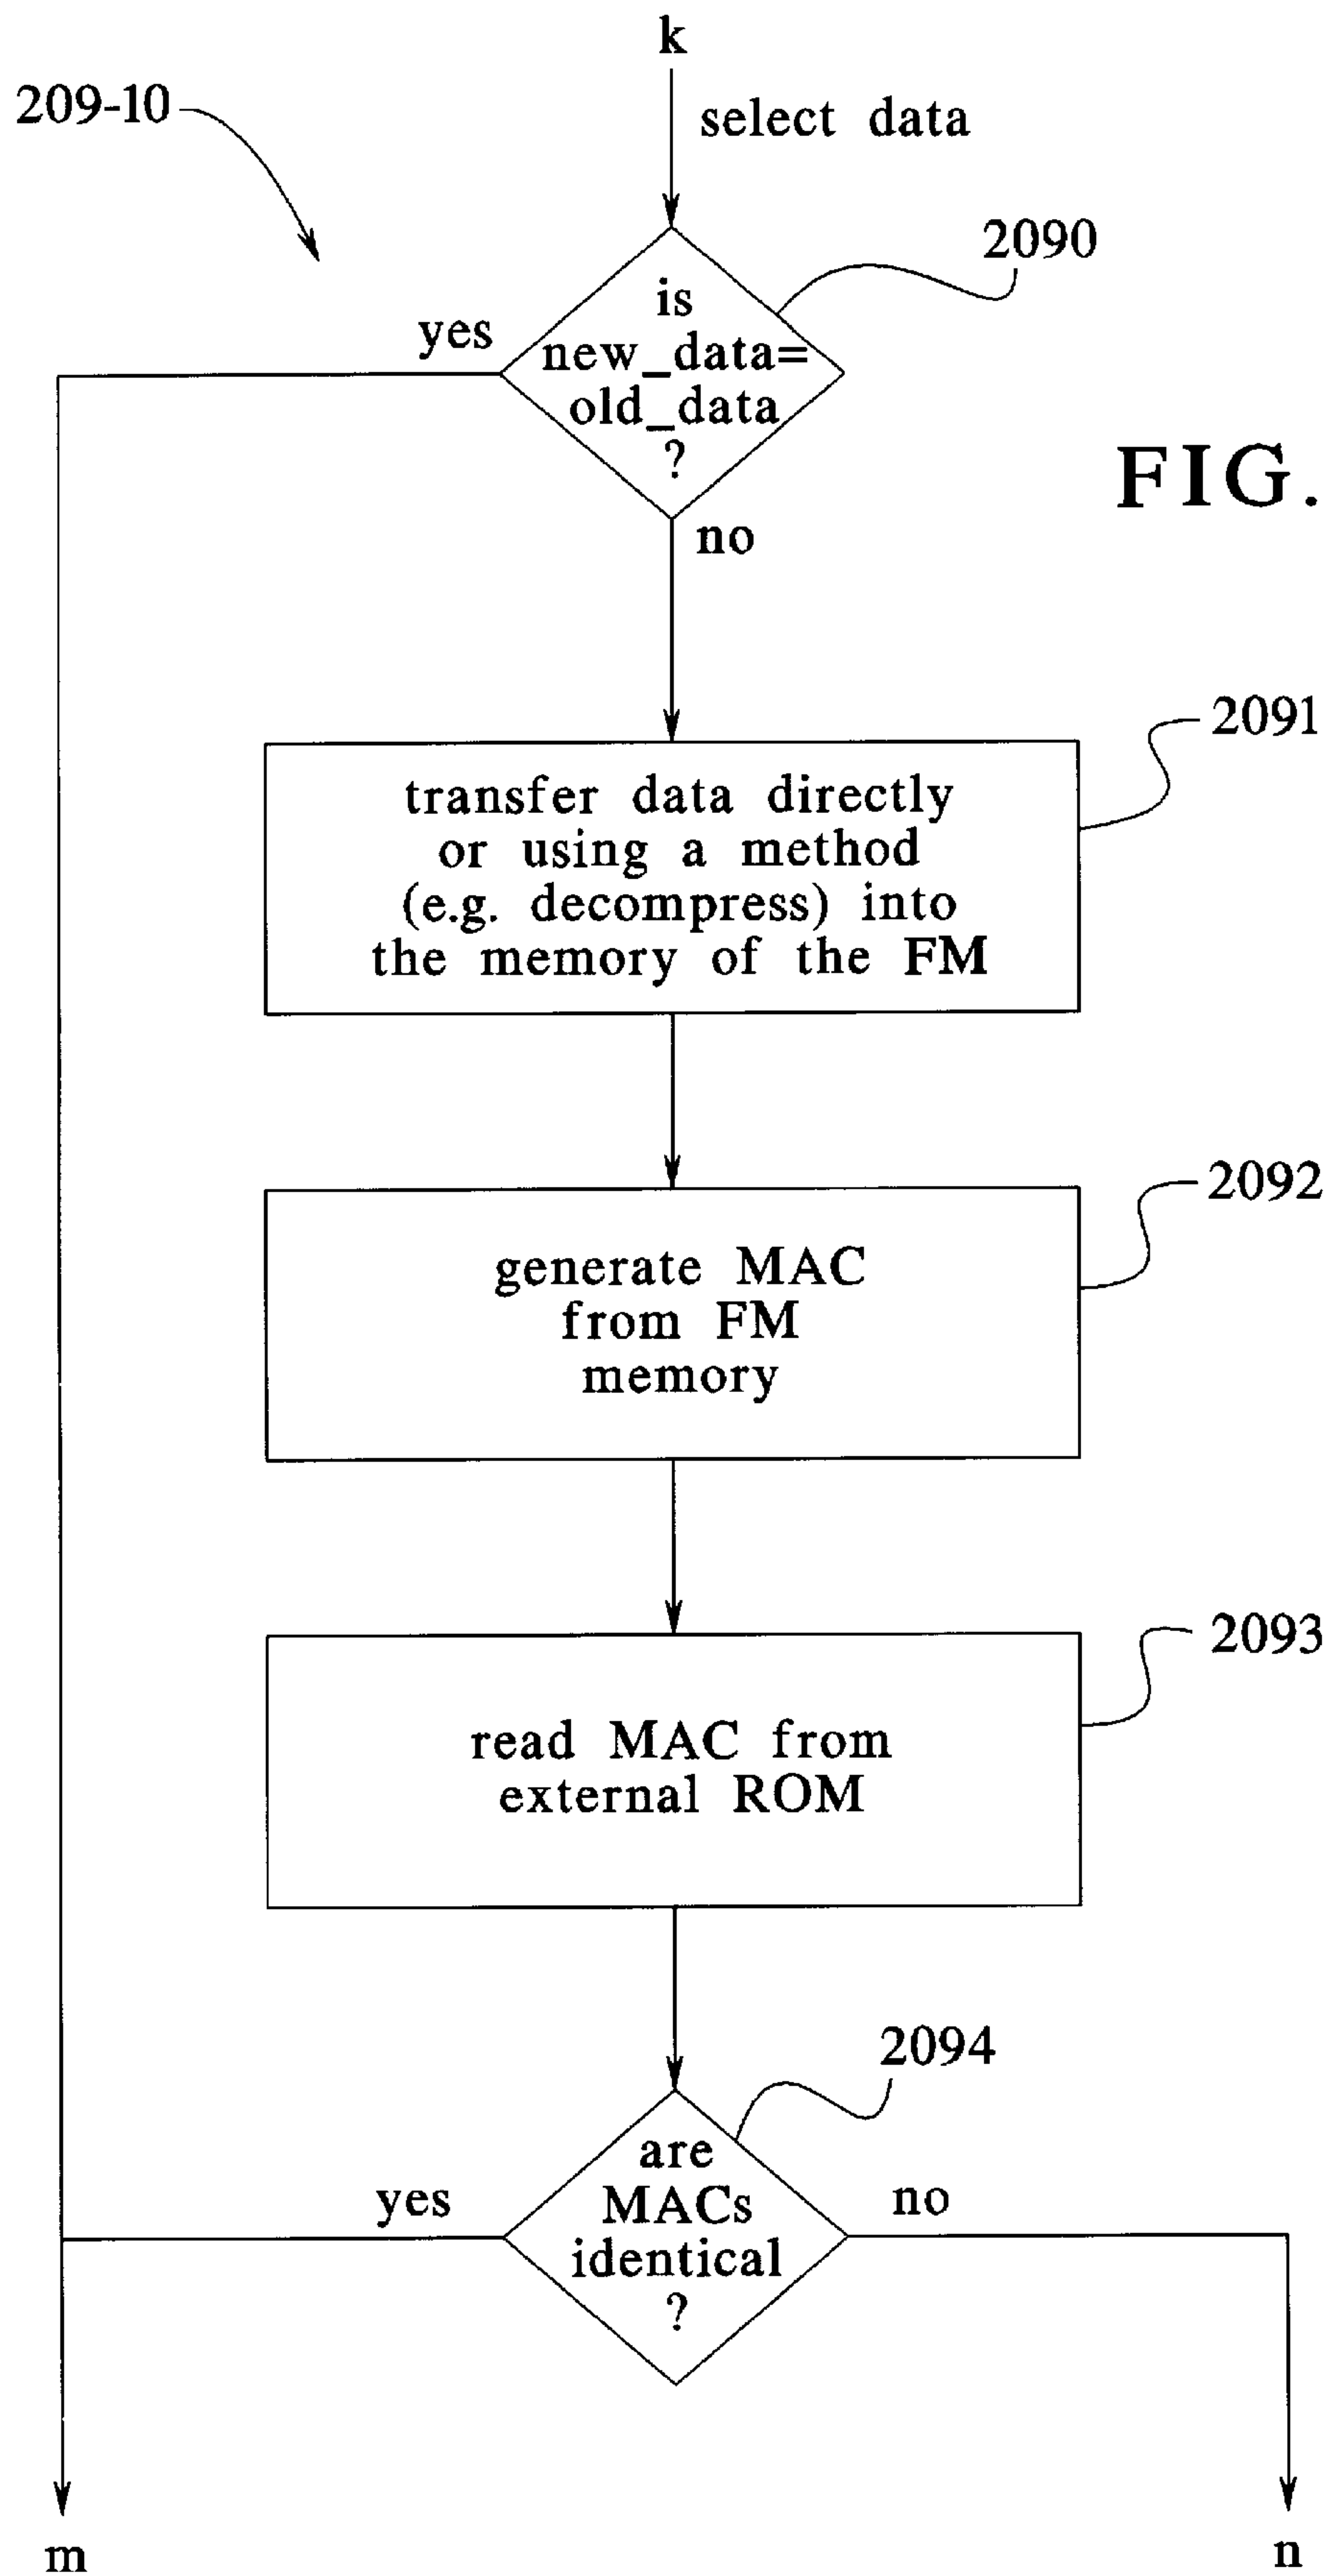 k
209-10
select data
2090
is
new_data=
old_data
?
yes
FIG.
no
2091
transfer data directly
or using a method
(e.g. decompress) into
the memory of the FM
2092
generate MAC
from FM
memory
2093
read MAC from
external ROM
2094
are
MACs
identical
?
yes
no
m
n